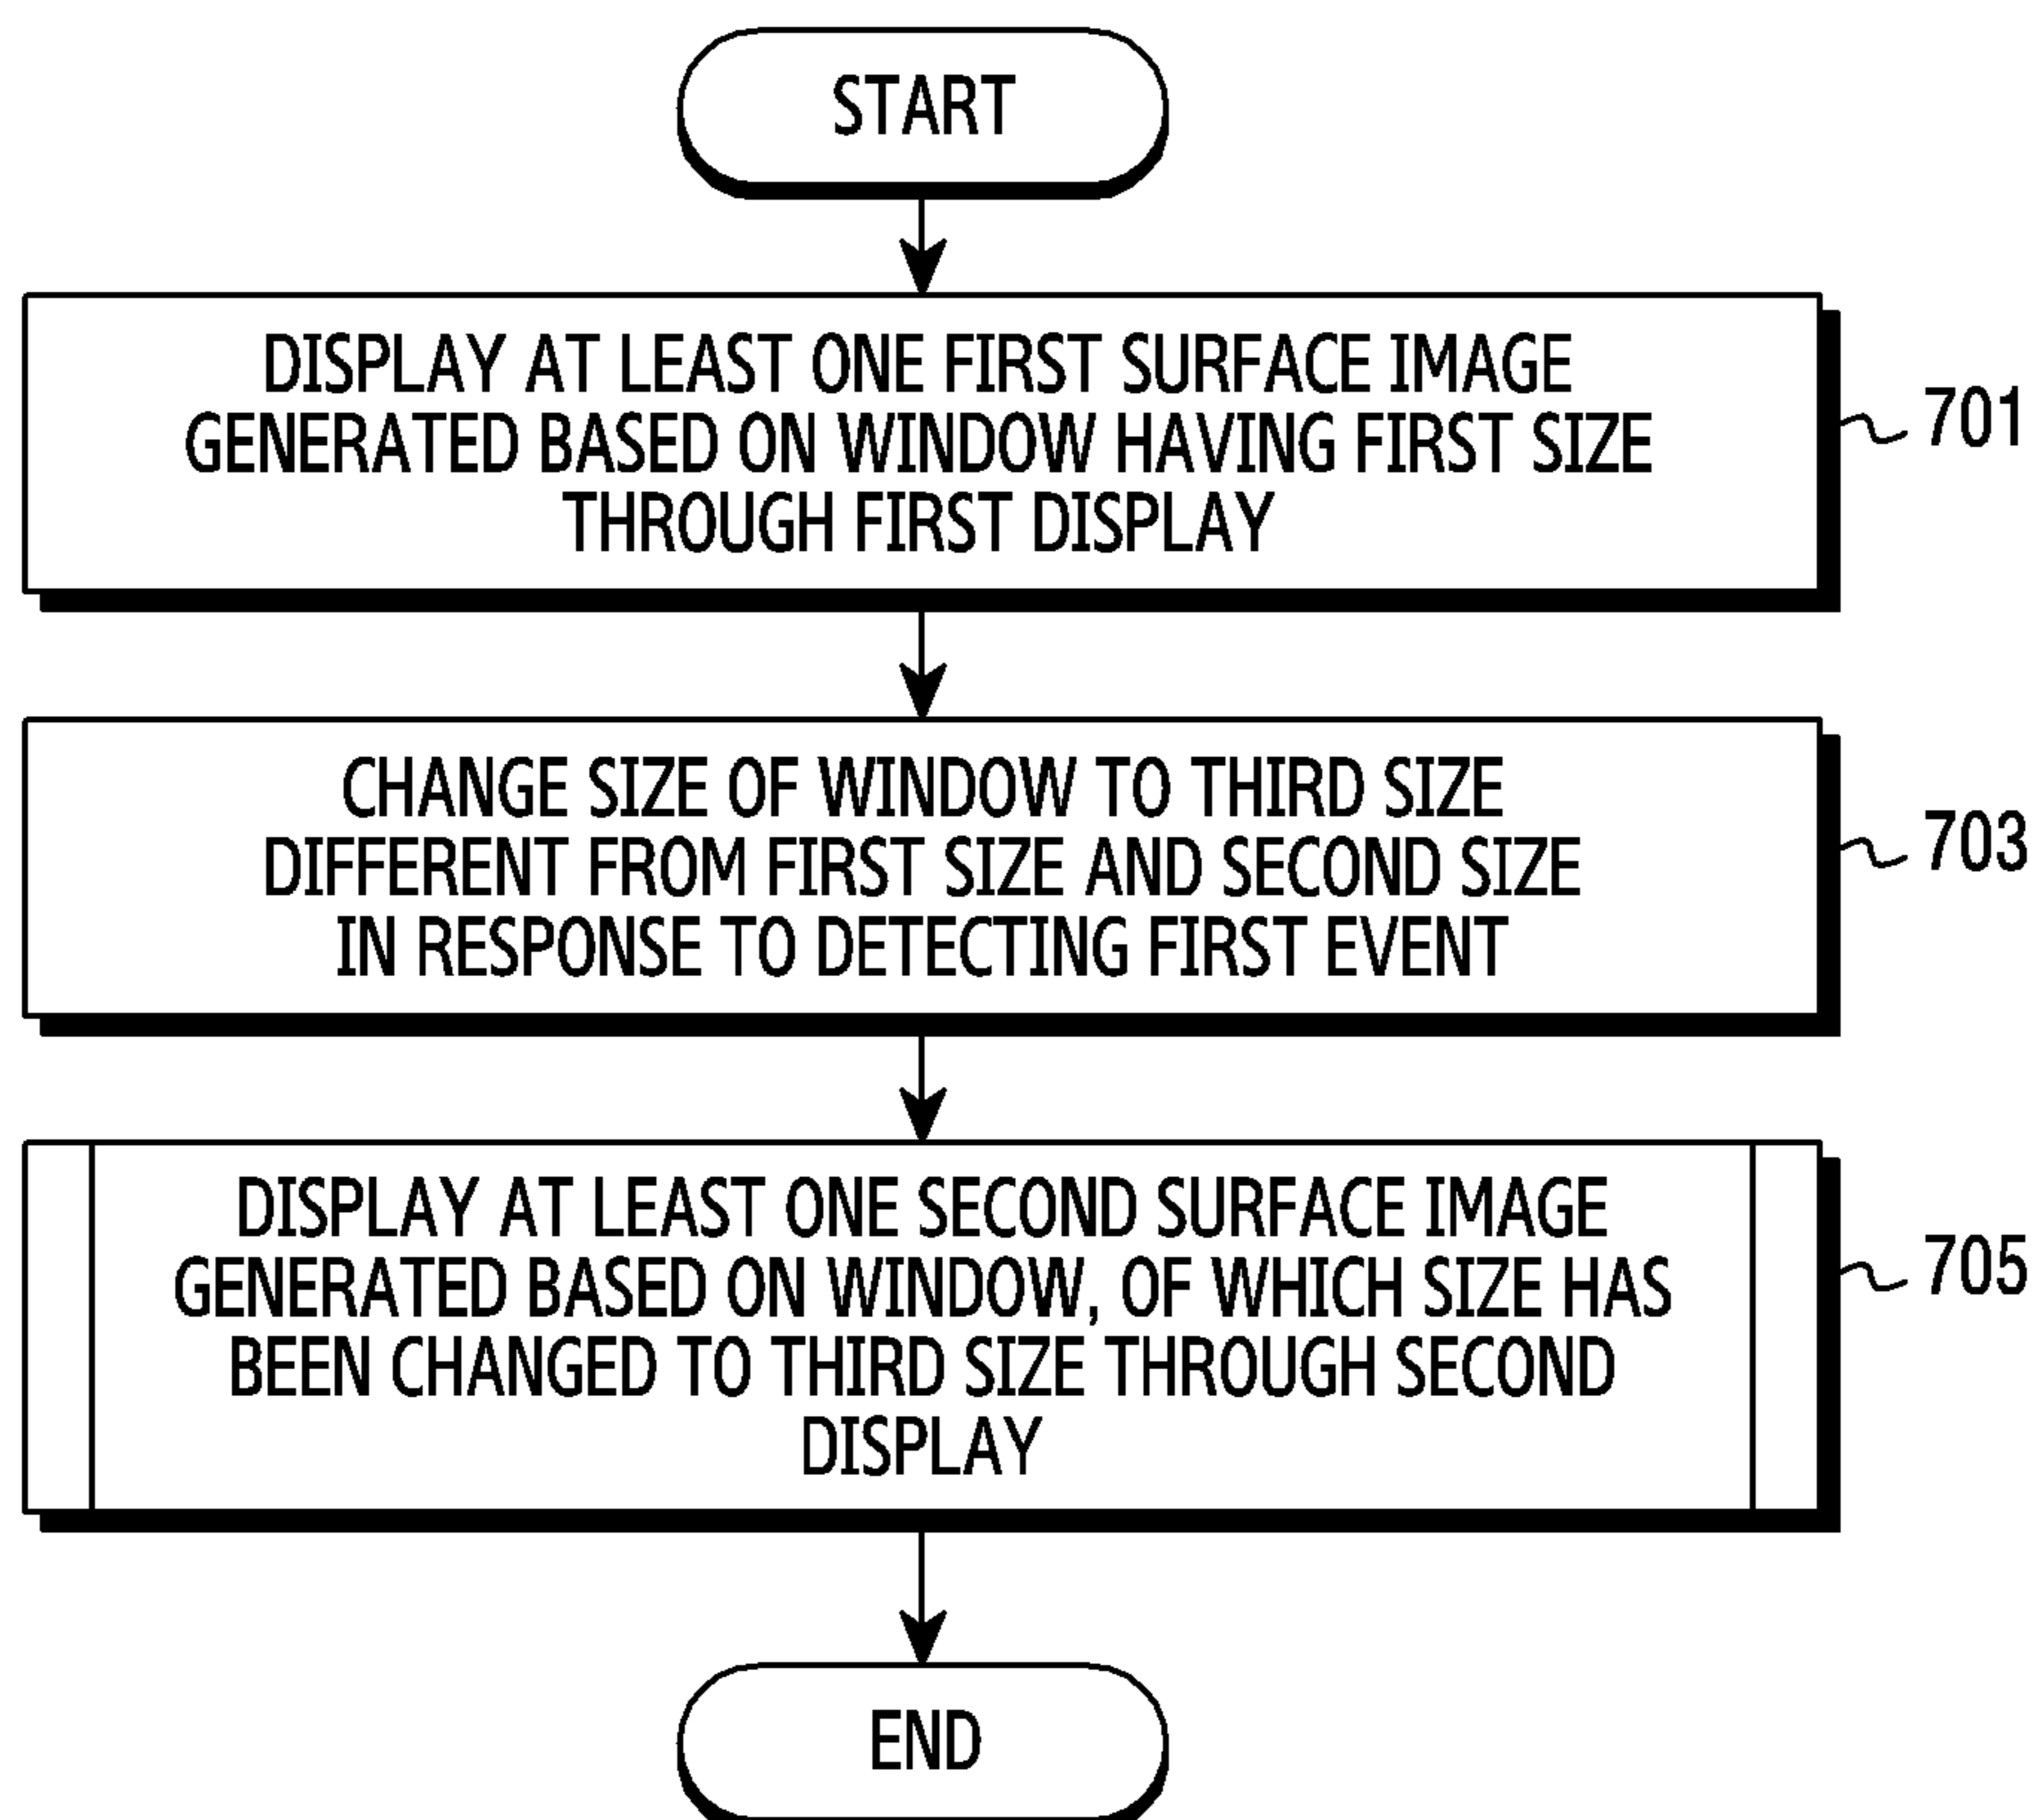 START
DISPLAY AT LEAST ONE FIRST SURFACE IMAGE
GENERATED BASED ON WINDOW HAVING FIRST SIZE
THROUGH FIRST DISPLAY
701
CHANGE SIZE OF WINDOW TO THIRD SIZE
DIFFERENT FROM FIRST SIZE AND SECOND SIZE
IN RESPONSE TO DETECTING FIRST EVENT
703
DISPLAY AT LEAST ONE SECOND SURFACE IMAGE
GENERATED BASED ON WINDOW, OF WHICH SIZE HAS
BEEN CHANGED TO THIRD SIZE THROUGH SECOND
DISPLAY
705
END